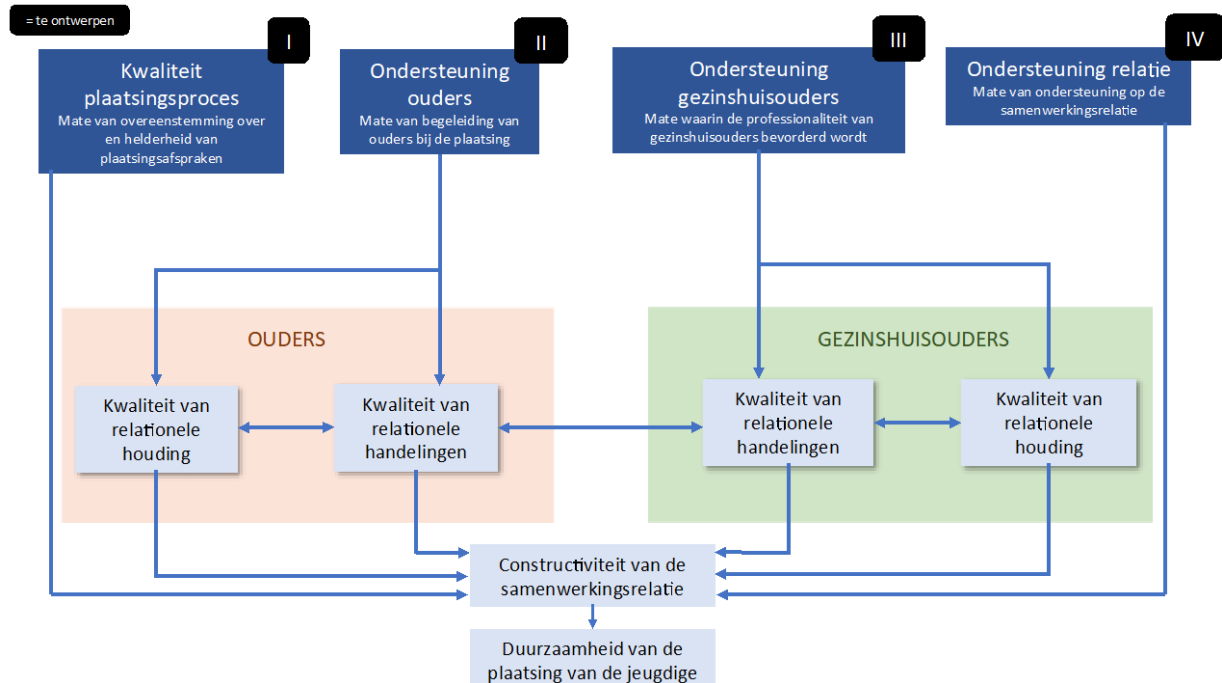 = te ontwerpen
I
II
III
IV
Kwaliteit
plaatsingsproces
Mate van overeenstemming over
en helderheid van
plaatsingsafspraken
Ondersteuning
ouders
Mate van begeleiding van
ouders bij de plaatsing
Ondersteuning
gezinshuisouders
Mate waarin de professionaliteit van
gezinshuisouders bevorderd wordt
Ondersteuning relatie
Mate van ondersteuning op de
samenwerkingsrelatie
OUDERS
GEZINSHUISOUDERS
Kwaliteit van
relationele
houding
Kwaliteit van
relationele
handelingen
Kwaliteit van
relationele
handelingen
Kwaliteit van
relationele
houding
Constructiviteit van de
samenwerkingsrelatie
Duurzaamheid van de
plaatsing van de jeugdige